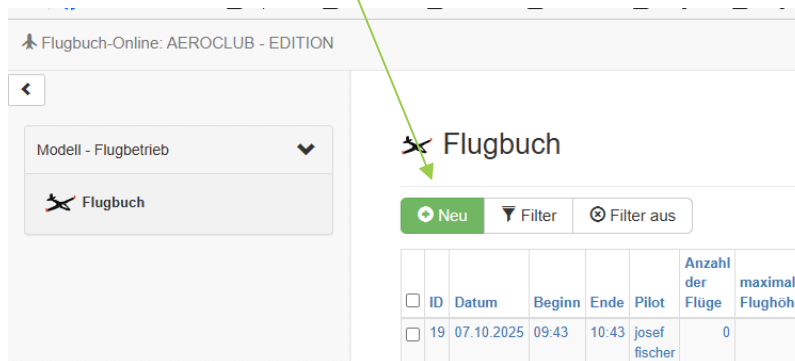 Flugbuch-Online: AEROCLUB - EDITION
Modell - Flugbetrieb
Flugbuch
Flugbuch
Neu Filter Filter aus
ID Datum Beginn Ende Pilot Anzahl der Flüge maximal Flughöh
19 07.10.2025 09:43 10:43 josef fischer 0